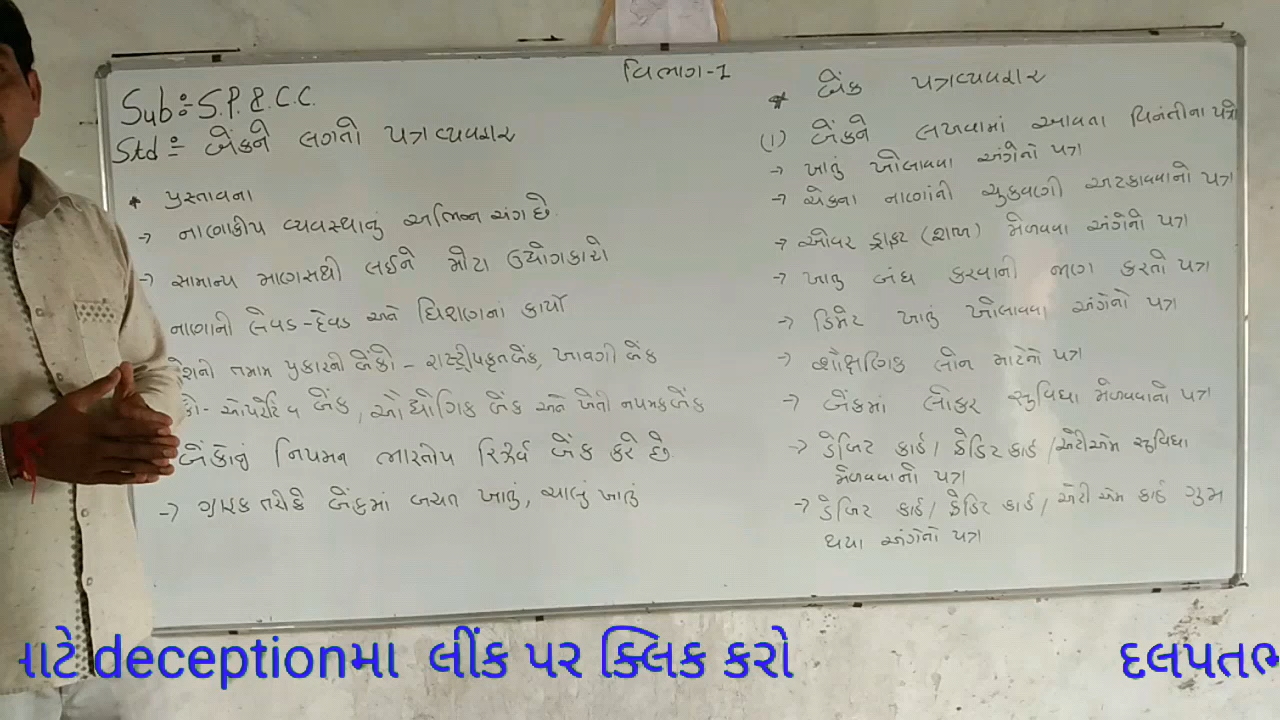 વિભાગ-1
Sub:- S.P. & C.C.
Std:- બેંકને લગતો પત્રવ્યવહાર
* પ્રસ્તાવના
→ નાણાકીય વ્યવસ્થાનું અભિન્ન અંગ છે.
→ સામાન્ય માણસથી લઈને મોટા ઉદ્યોગકારો
નાણાની લેવડ-દેવડ અને ધિરાણનાં કાર્યો
દેશની તમામ પ્રકારની બેંકો - રાષ્ટ્રીયકૃત બેંક, ખાનગી બેંક
કો-ઓપરેટિવ બેંક, ઔદ્યોગિક બેંક અને ખેતી બેંક
બેંકોનું નિયમન ભારતીય રિઝર્વ બેંક કરે છે.
→ ગ્રાહક તરીકે બેંકમાં બચત ખાતું, ચાલુ ખાતું
* બેંક પત્રવ્યવહાર
(1) બેંકને લખવામાં આવતા વિનંતીના પત્રો
→ ખાતું ખોલાવવા અંગેનો પત્ર
→ ચેકના નાણાંની ચુકવણી અટકાવવાનો પત્ર
→ ઓવર ડ્રાફ્ટ (શાખ) મેળવવા અંગેનો પત્ર
→ ખાતુ બંધ કરવાની જાણ કરતો પત્ર
→ ડિમેટ ખાતું ખોલાવવા અંગેનો પત્ર
→ શૈક્ષણિક લોન માટેનો પત્ર
→ બેંકમાં લોકર સુવિધા મેળવવાનો પત્ર
→ ડેબિટ કાર્ડ/ ક્રેડિટ કાર્ડ/ એટીએમ સુવિધા
મેળવવાનો પત્ર
→ ડેબિટ કાર્ડ/ ક્રેડિટ કાર્ડ/ એટીએમ કાર્ડ ગુમ
થયા અંગેનો પત્ર
માટે deceptionમા લીંક પર ક્લિક કરો દલપતભ